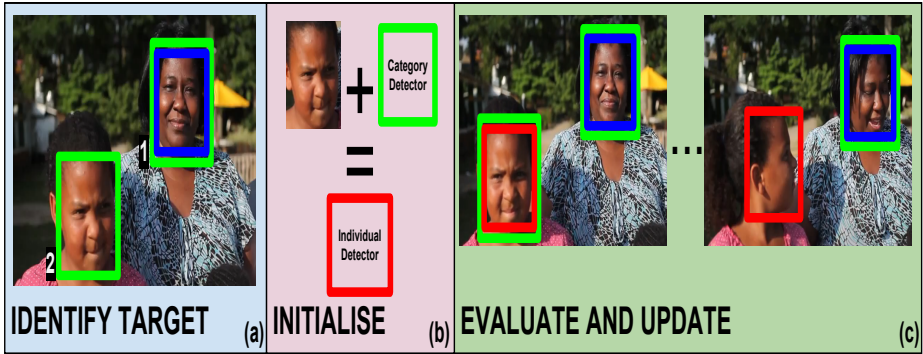 1
2
IDENTIFY TARGET
(a)
+
Category
Detector
=
Individual
Detector
INITIALISE
(b)
...
EVALUATE AND UPDATE
(c)